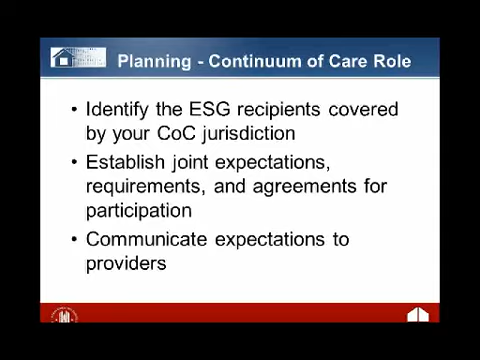 Planning - Continuum of Care Role
• Identify the ESG recipients covered
by your CoC jurisdiction
• Establish joint expectations,
requirements, and agreements for
participation
• Communicate expectations to
providers